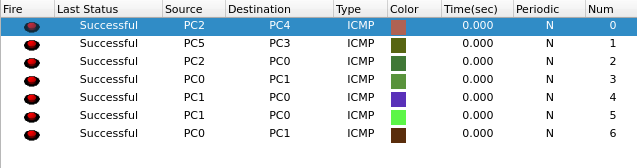 Fire Last Status Source Destination Type Color Time(sec) Periodic Num
Successful PC2 PC4 ICMP 0.000 N 0
Successful PC5 PC3 ICMP 0.000 N 1
Successful PC2 PC0 ICMP 0.000 N 2
Successful PC0 PC1 ICMP 0.000 N 3
Successful PC1 PC0 ICMP 0.000 N 4
Successful PC1 PC0 ICMP 0.000 N 5
Successful PC0 PC1 ICMP 0.000 N 6